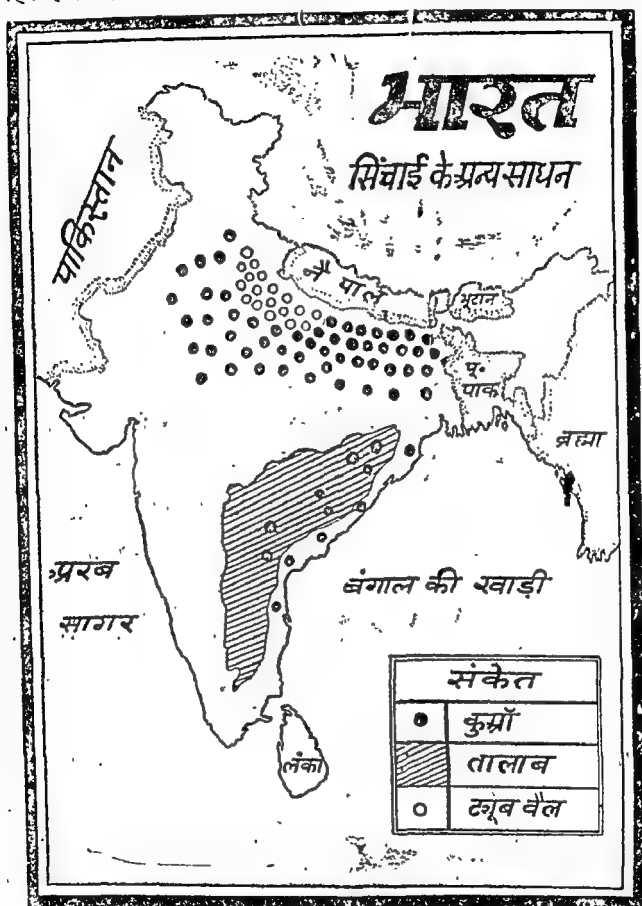 भारत
सिंचाई के अन्य साधन
पाकिस्तान
नैपाल
भूटान
पू. पाक
ब्रह्मा
अरब सागर
बंगाल की खाड़ी
लंका
संकेत
कुआँ
तालाब
ट्यूब वैल